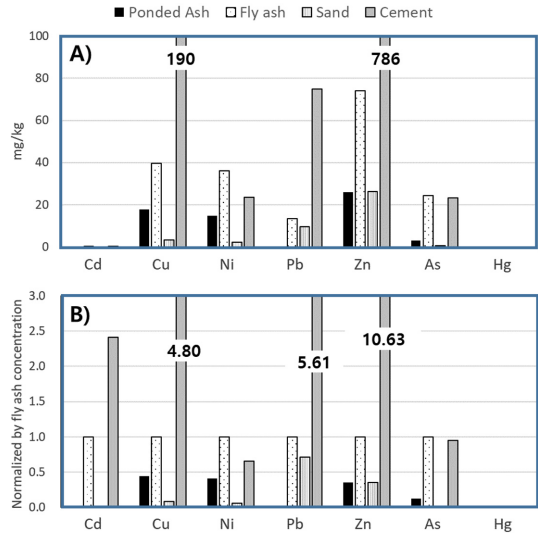 Ponded Ash Fly ash Sand Cement
A)
190
786
100
80
60
40
20
0
mg/kg
Cd Cu Ni Pb Zn As Hg
B)
4.80
5.61
10.63
3.0
2.5
2.0
1.5
1.0
0.5
0.0
Normalized by fly ash concentration
Cd Cu Ni Pb Zn As Hg